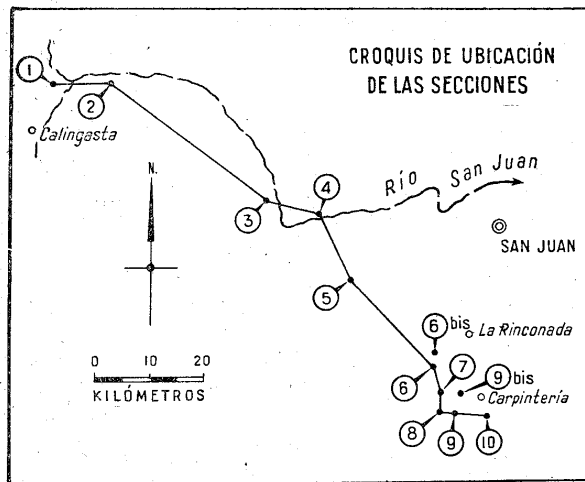 CROQUIS DE UBICACIÓN
DE LAS SECCIONES
1
2
Calingasta
N.
3
4
Río San Juan
SAN JUAN
5
6 bis
La Rinconada
0 10 20
KILÓMETROS
6
7
9 bis
Carpintería
8
9
10